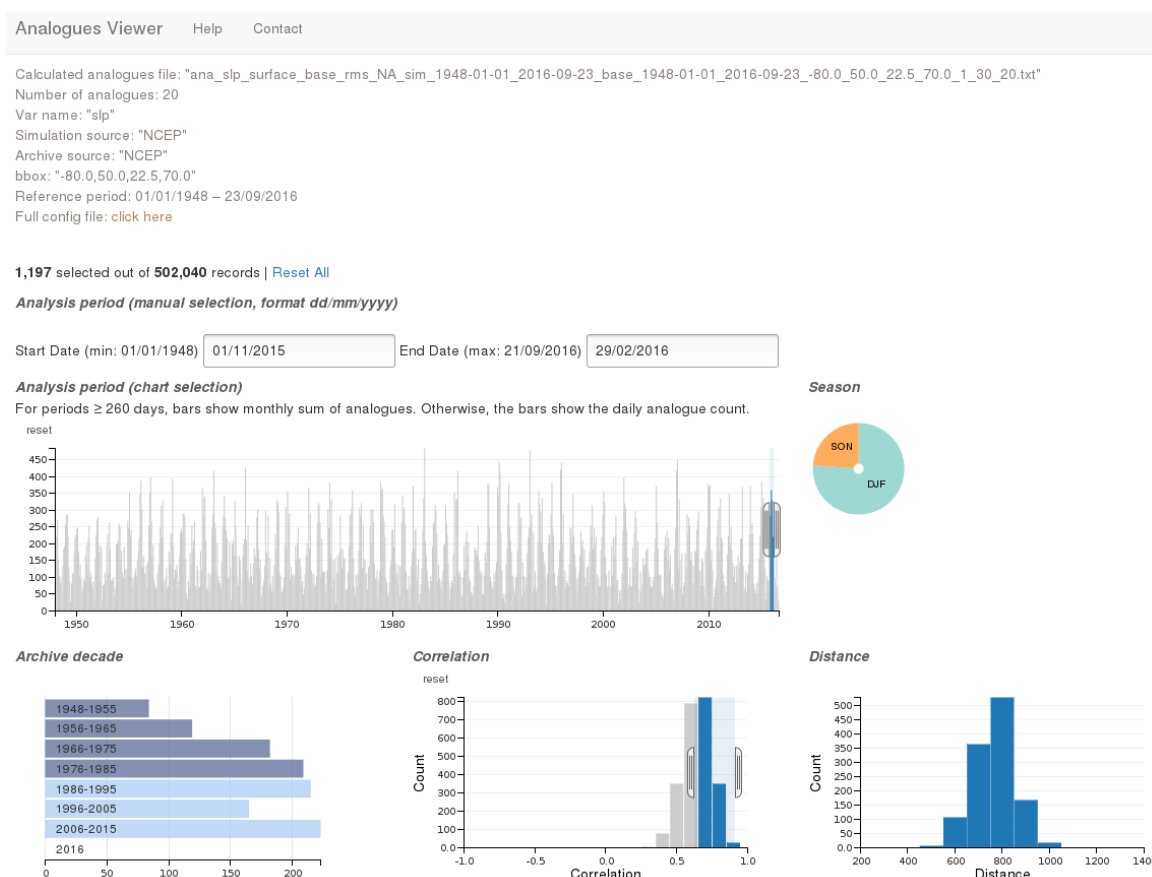 Analogues Viewer Help Contact
Calculated analogues file: "ana_slp_surface_base_rms_NA_sim_1948-01-01_2016-09-23_base_1948-01-01_2016-09-23_-80.0_50.0_22.5_70.0_1_30_20.txt"
Number of analogues: 20
Var name: "slp"
Simulation source: "NCEP"
Archive source: "NCEP"
bbox: "-80.0,50.0,22.5,70.0"
Reference period: 01/01/1948 – 23/09/2016
Full config file: click here
1,197 selected out of 502,040 records | Reset All
Analysis period (manual selection, format dd/mm/yyyy)
Start Date (min: 01/01/1948) 01/11/2015 End Date (max: 21/09/2016) 29/02/2016
Analysis period (chart selection)
For periods ≥ 260 days, bars show monthly sum of analogues. Otherwise, the bars show the daily analogue count.
reset
450
400
350
300
250
200
150
100
50
0
1950 1960 1970 1980 1990 2000 2010
Season
SON
DJF
Archive decade
1948-1955
1956-1965
1966-1975
1976-1985
1986-1995
1996-2005
2006-2015
2016
0 50 100 150 200
Correlation
reset
Count
800
700
600
500
400
300
200
100
0.0
-1.0 -0.5 0.0 0.5 1.0
Correlation
Distance
Count
500
450
400
350
300
250
200
150
100
50
0.0
200 400 600 800 1000 1200 140
Distance